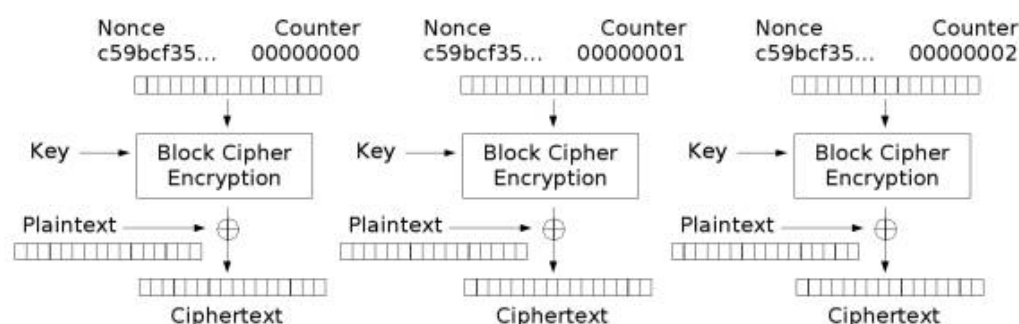 Nonce Counter Nonce Counter Nonce Counter
c59bcf35... 00000000 c59bcf35... 00000001 c59bcf35... 00000002
Key Block Cipher Encryption Key Block Cipher Encryption Key Block Cipher Encryption
Plaintext Plaintext Plaintext
Ciphertext Ciphertext Ciphertext